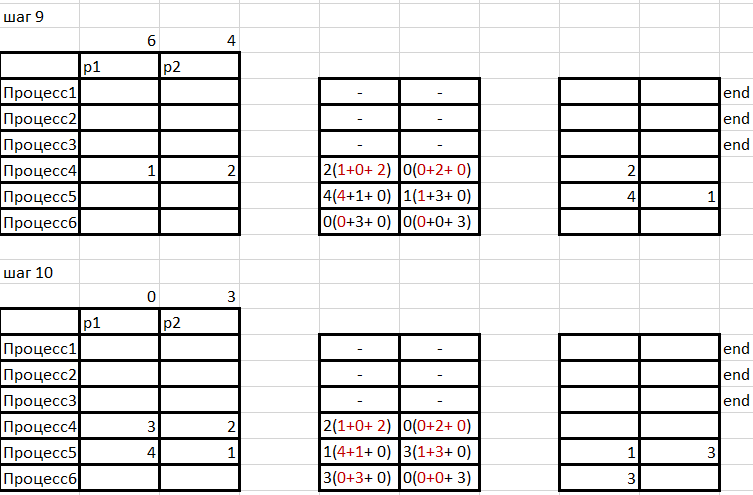 шаг 9
6 4
p1 p2
Процесс1 - - end
Процесс2 - - end
Процесс3 - - end
Процесс4 1 2 2(1+0+ 2) 0(0+2+ 0) 2
Процесс5 4(4+1+ 0) 1(1+3+ 0) 4 1
Процесс6 0(0+3+ 0) 0(0+0+ 3)
шаг 10
0 3
p1 p2
Процесс1 - - end
Процесс2 - - end
Процесс3 - - end
Процесс4 3 2 2(1+0+ 2) 0(0+2+ 0)
Процесс5 4 1 1(4+1+ 0) 3(1+3+ 0) 1 3
Процесс6 3(0+3+ 0) 0(0+0+ 3) 3